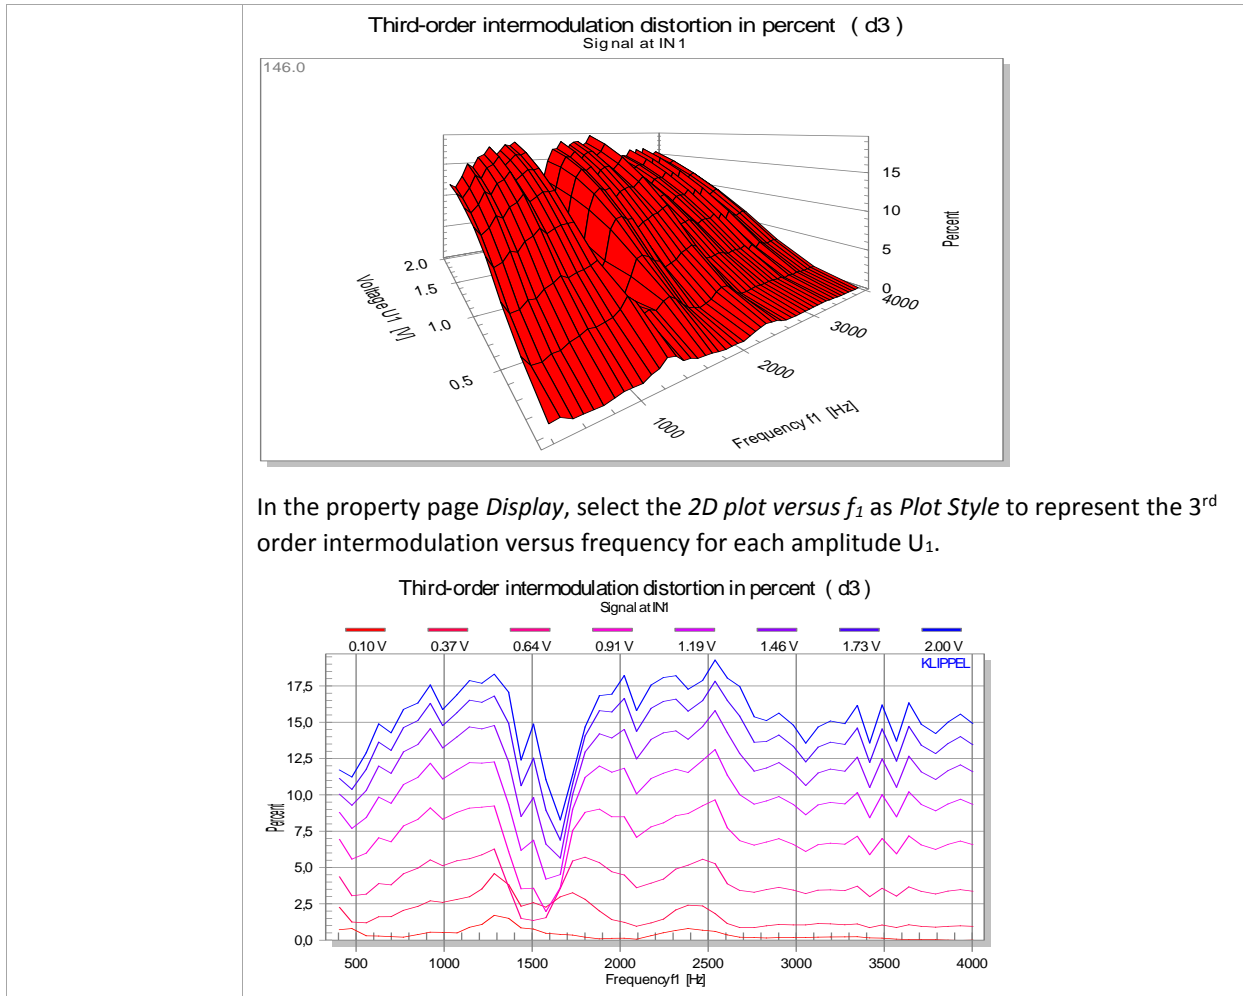 Third-order intermodulation distortion in percent ( d3 )
Signal at IN1
146.0
15
10
5
0
Percent
2.0
1.5
1.0
0.5
Voltage U1 [V]
4000
3000
2000
1000
Frequency f1 [Hz]
In the property page Display, select the 2D plot versus f1 as Plot Style to represent the 3rd
order intermodulation versus frequency for each amplitude U1.
Third-order intermodulation distortion in percent ( d3 )
Signal at IN1
0.10 V 0.37 V 0.64 V 0.91 V 1.19 V 1.46 V 1.73 V 2.00 V
KLIPPEL
17,5
15,0
12,5
10,0
7,5
5,0
2,5
0,0
Percent
500 1000 1500 2000 2500 3000 3500 4000
Frequency f1 [Hz]